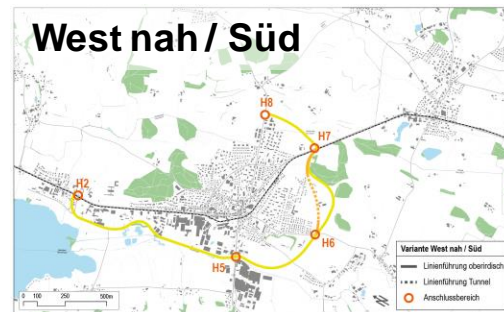 West nah / Süd
H8
H7
H2
H6
H5
Variante West nah / Süd
Linienführung oberirdisch
Linienführung Tunnel
Anschlussbereich
0 100 250 500m